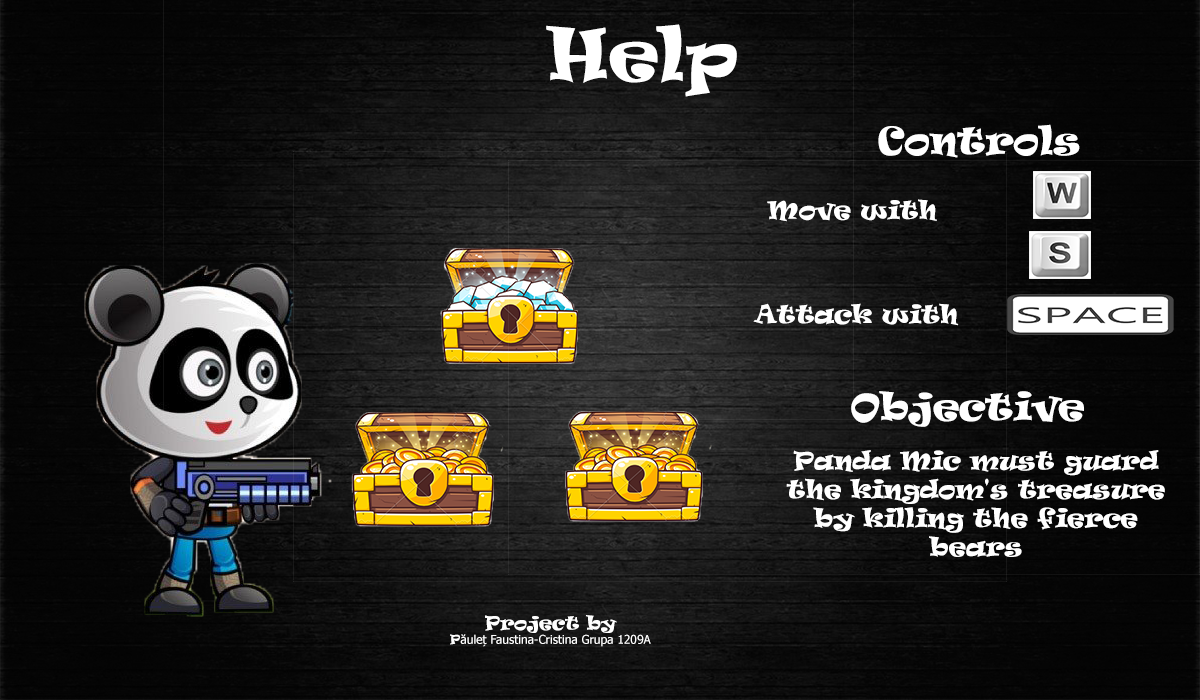 Help
Controls
Move with
W
S
Attack with
SPACE
Objective
Panda Mic must guard
the kingdom's treasure
by killing the fierce
bears
Project by
Păuleț Faustina-Cristina Grupa 1209A